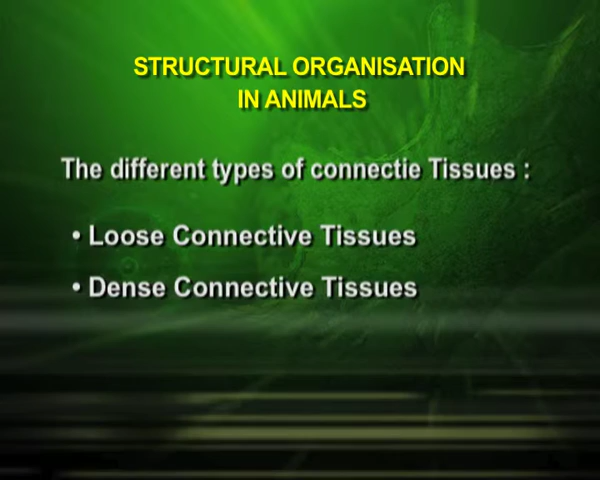 STRUCTURAL ORGANISATION
IN ANIMALS
The different types of connectie Tissues :
• Loose Connective Tissues
• Dense Connective Tissues